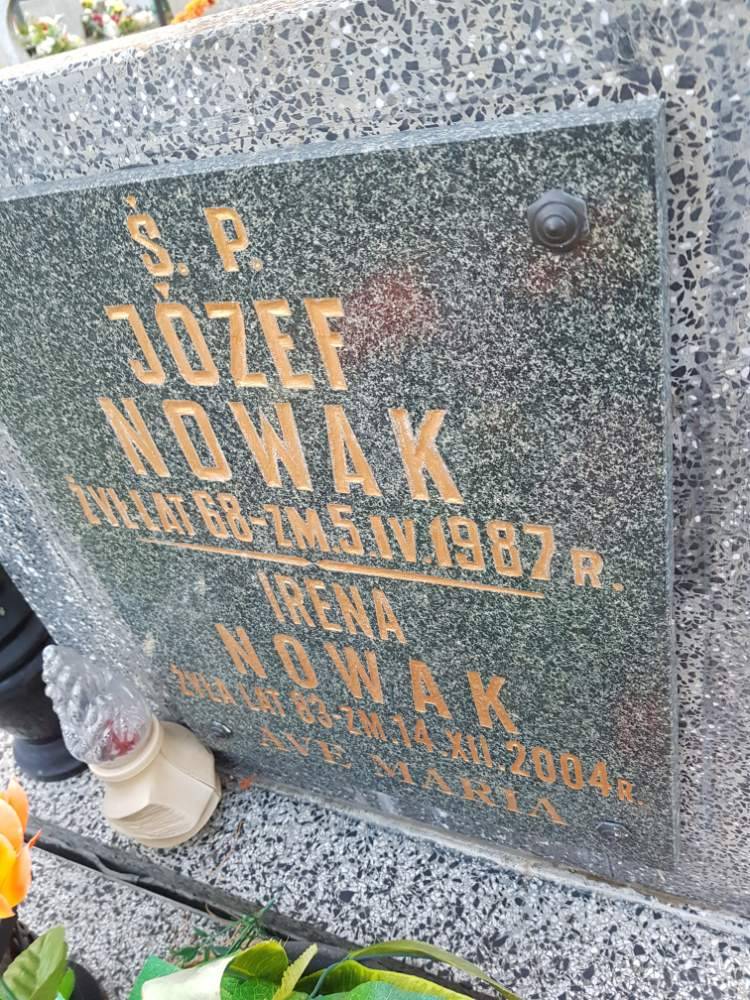 Ś. P.
JÓZEF
NOWAK
ŻYŁ LAT 68-ZM.5.IV.1987 R.
IRENA
NOWAK
ŻYŁA LAT 83-ZM.14.XII.2004 R.
AVE MARIA